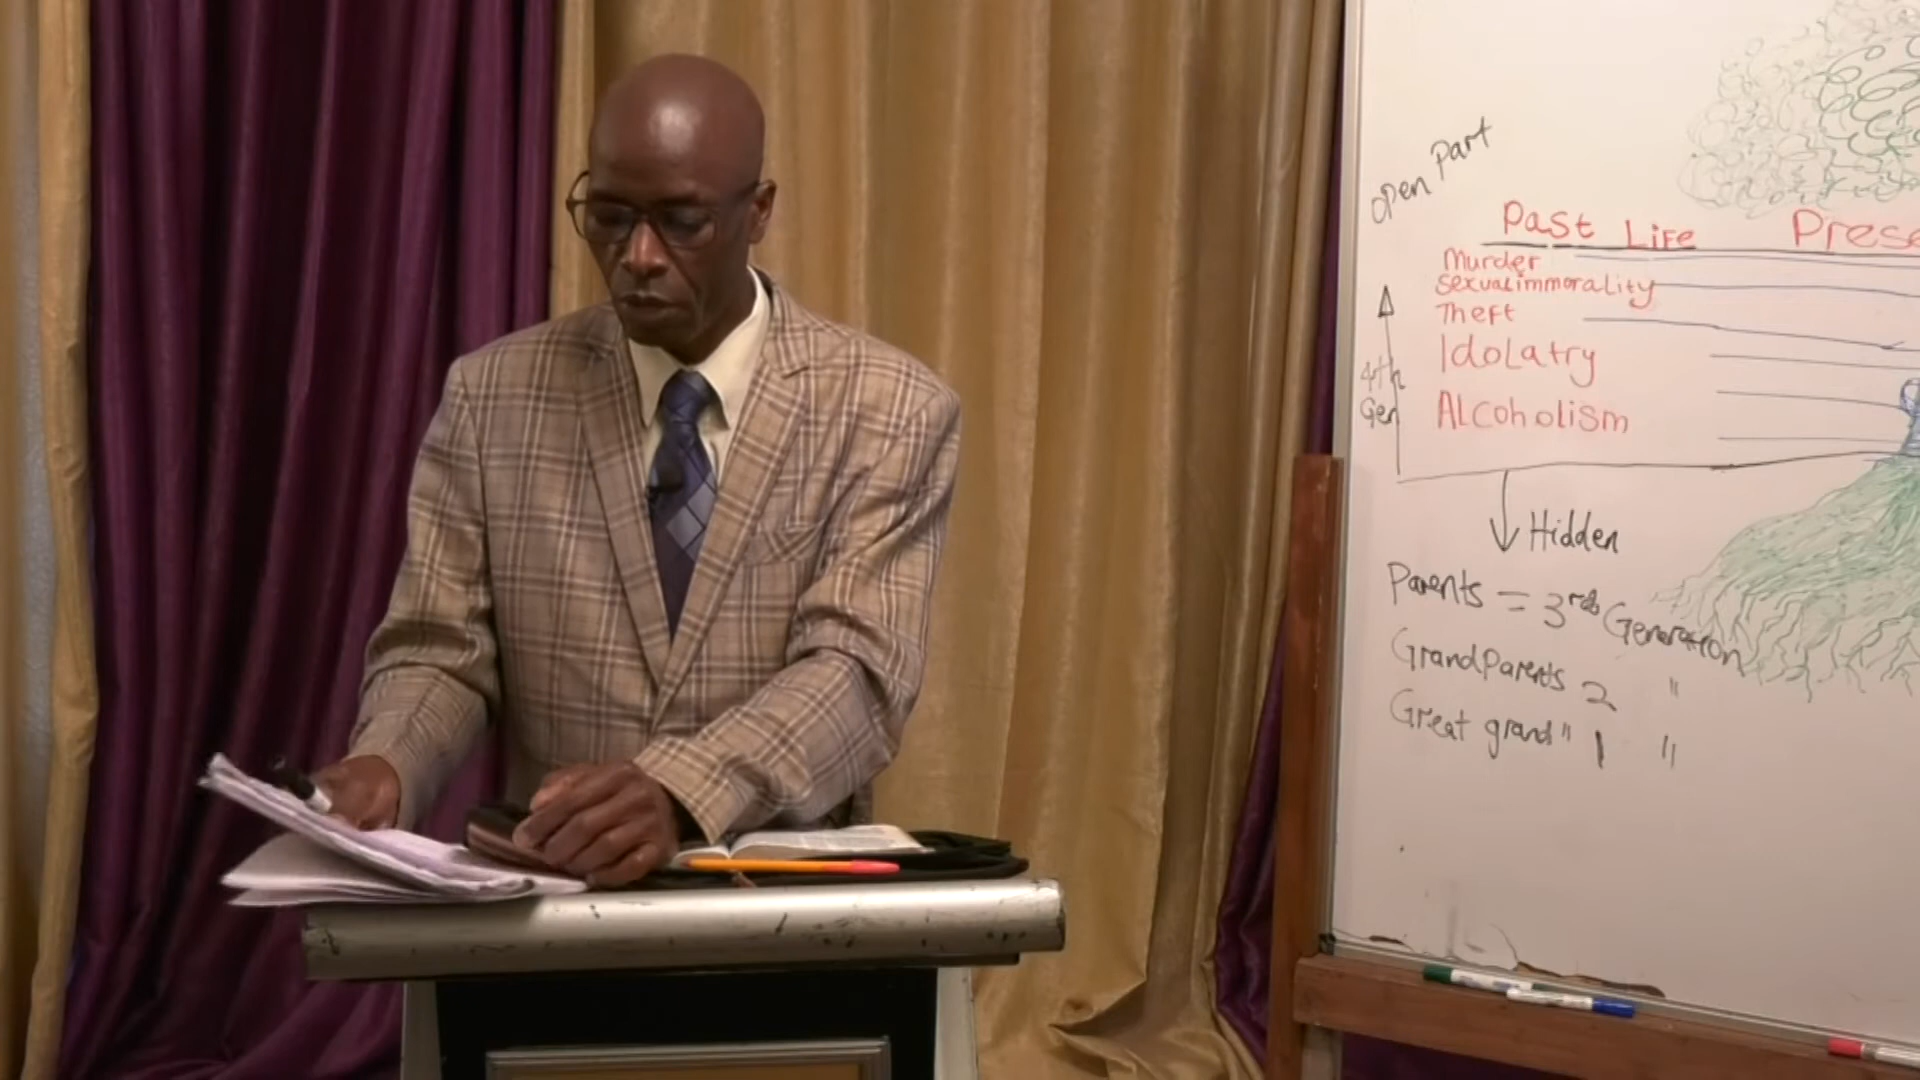 open Part
Past Life Prese
Murder
Sexualimmorality
Theft
Idolatry
4th
Gen
Alcoholism
Hidden
Parents = 3rd Generation
GrandParents 2 "
Great grand " 1 "